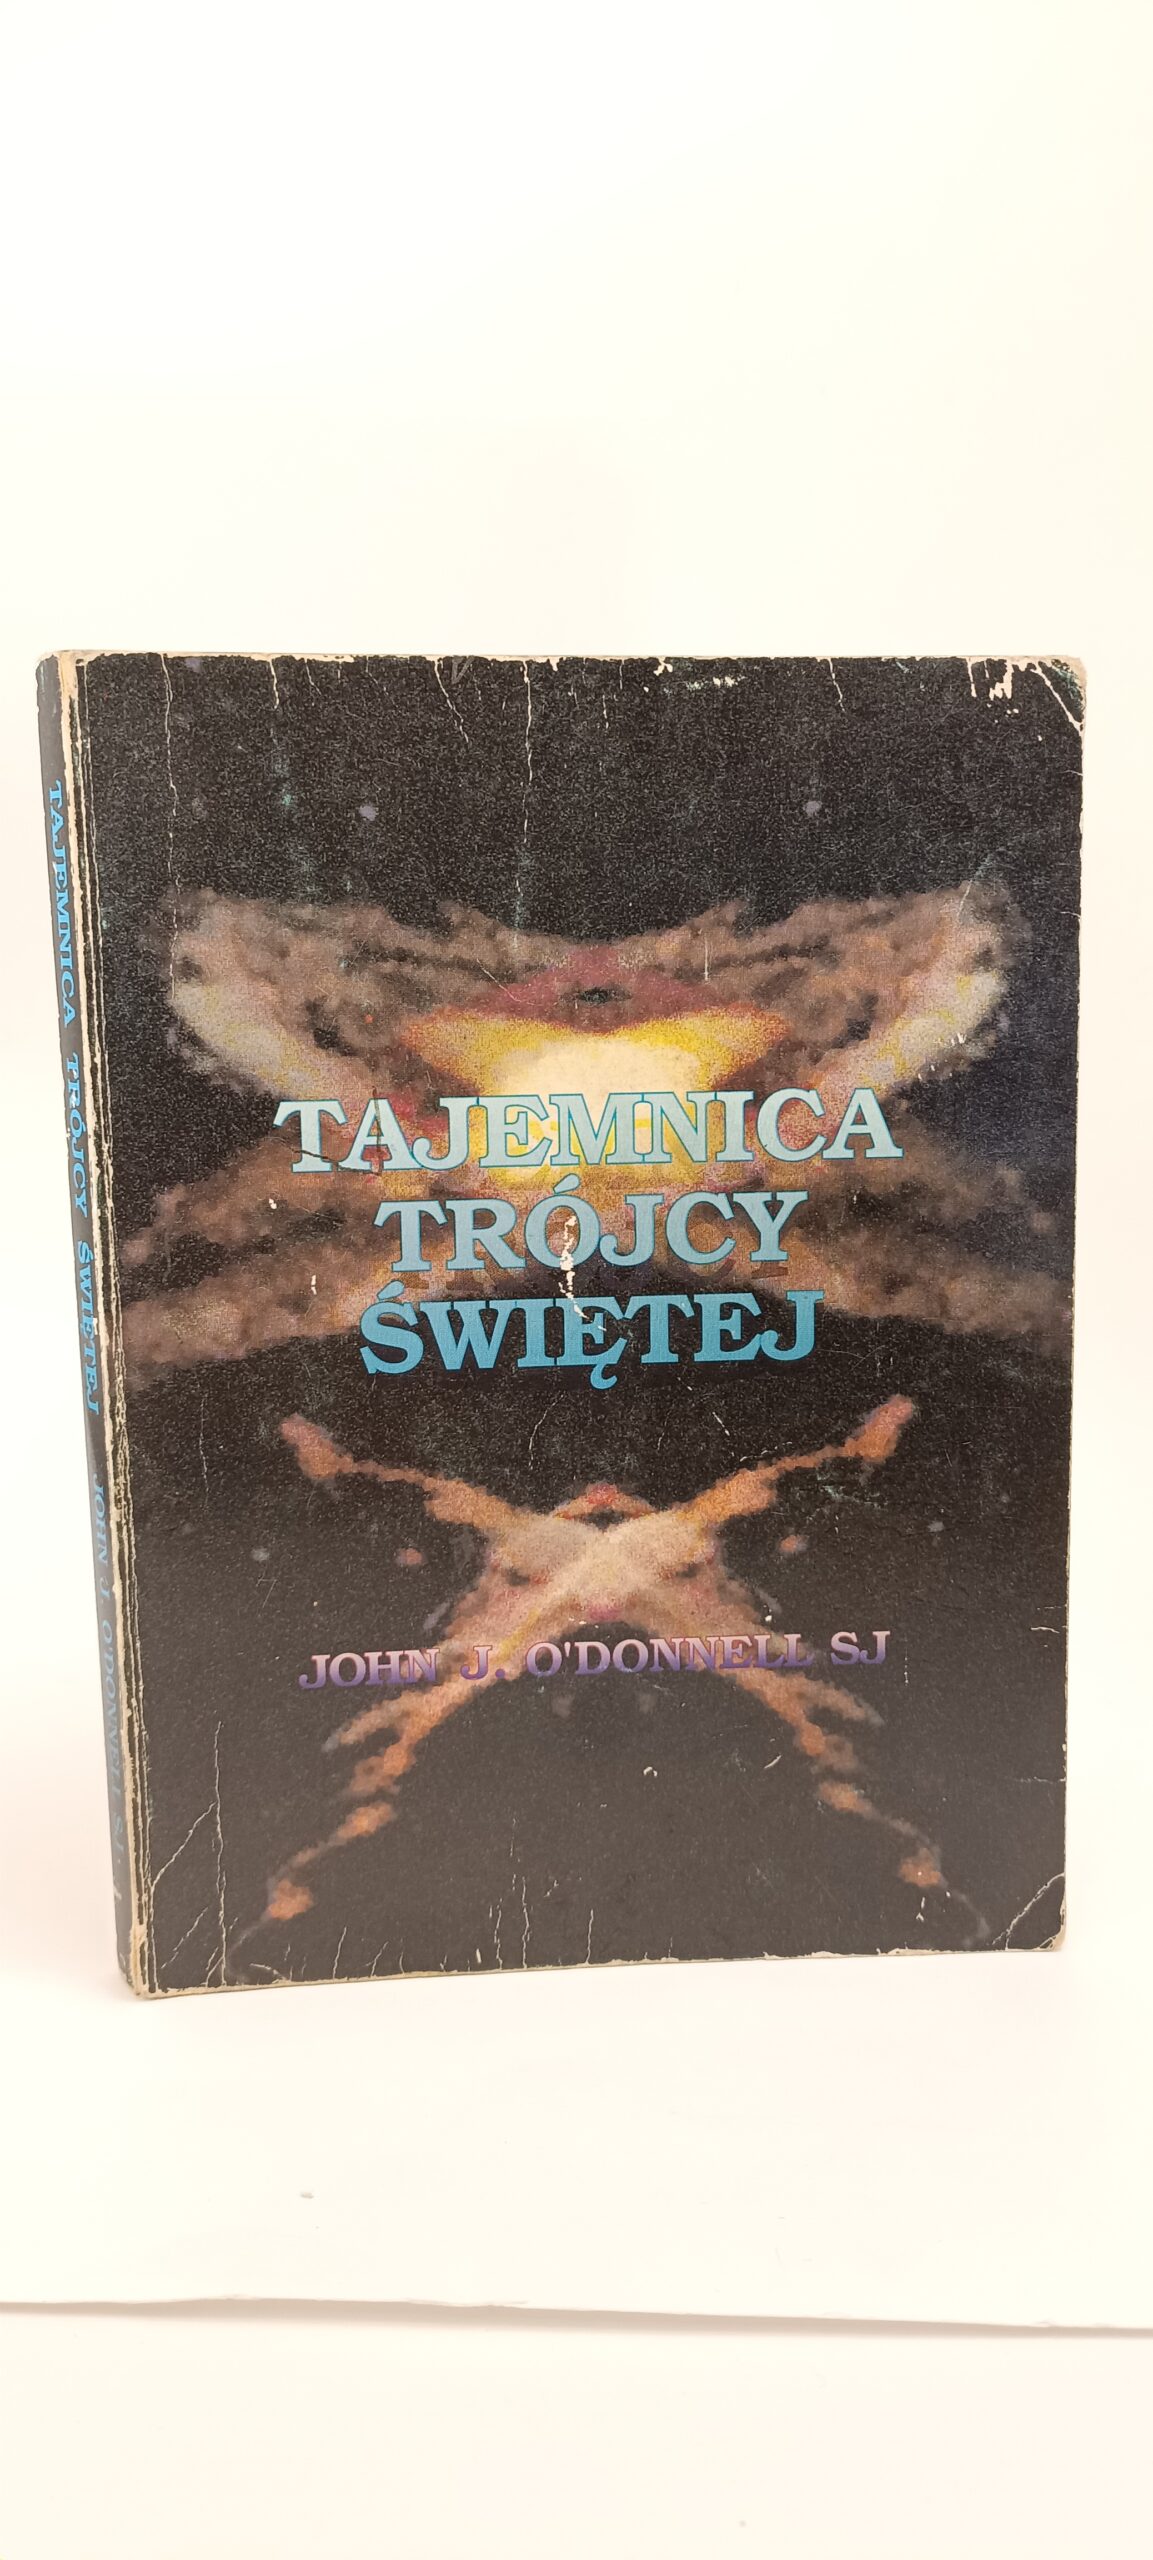 TAJEMNICA TRÓJCY ŚWIĘTEJ JOHN J. O'DONNELL SJ
TAJEMNICA
TRÓJCY
ŚWIĘTEJ
JOHN J. O'DONNELL SJ